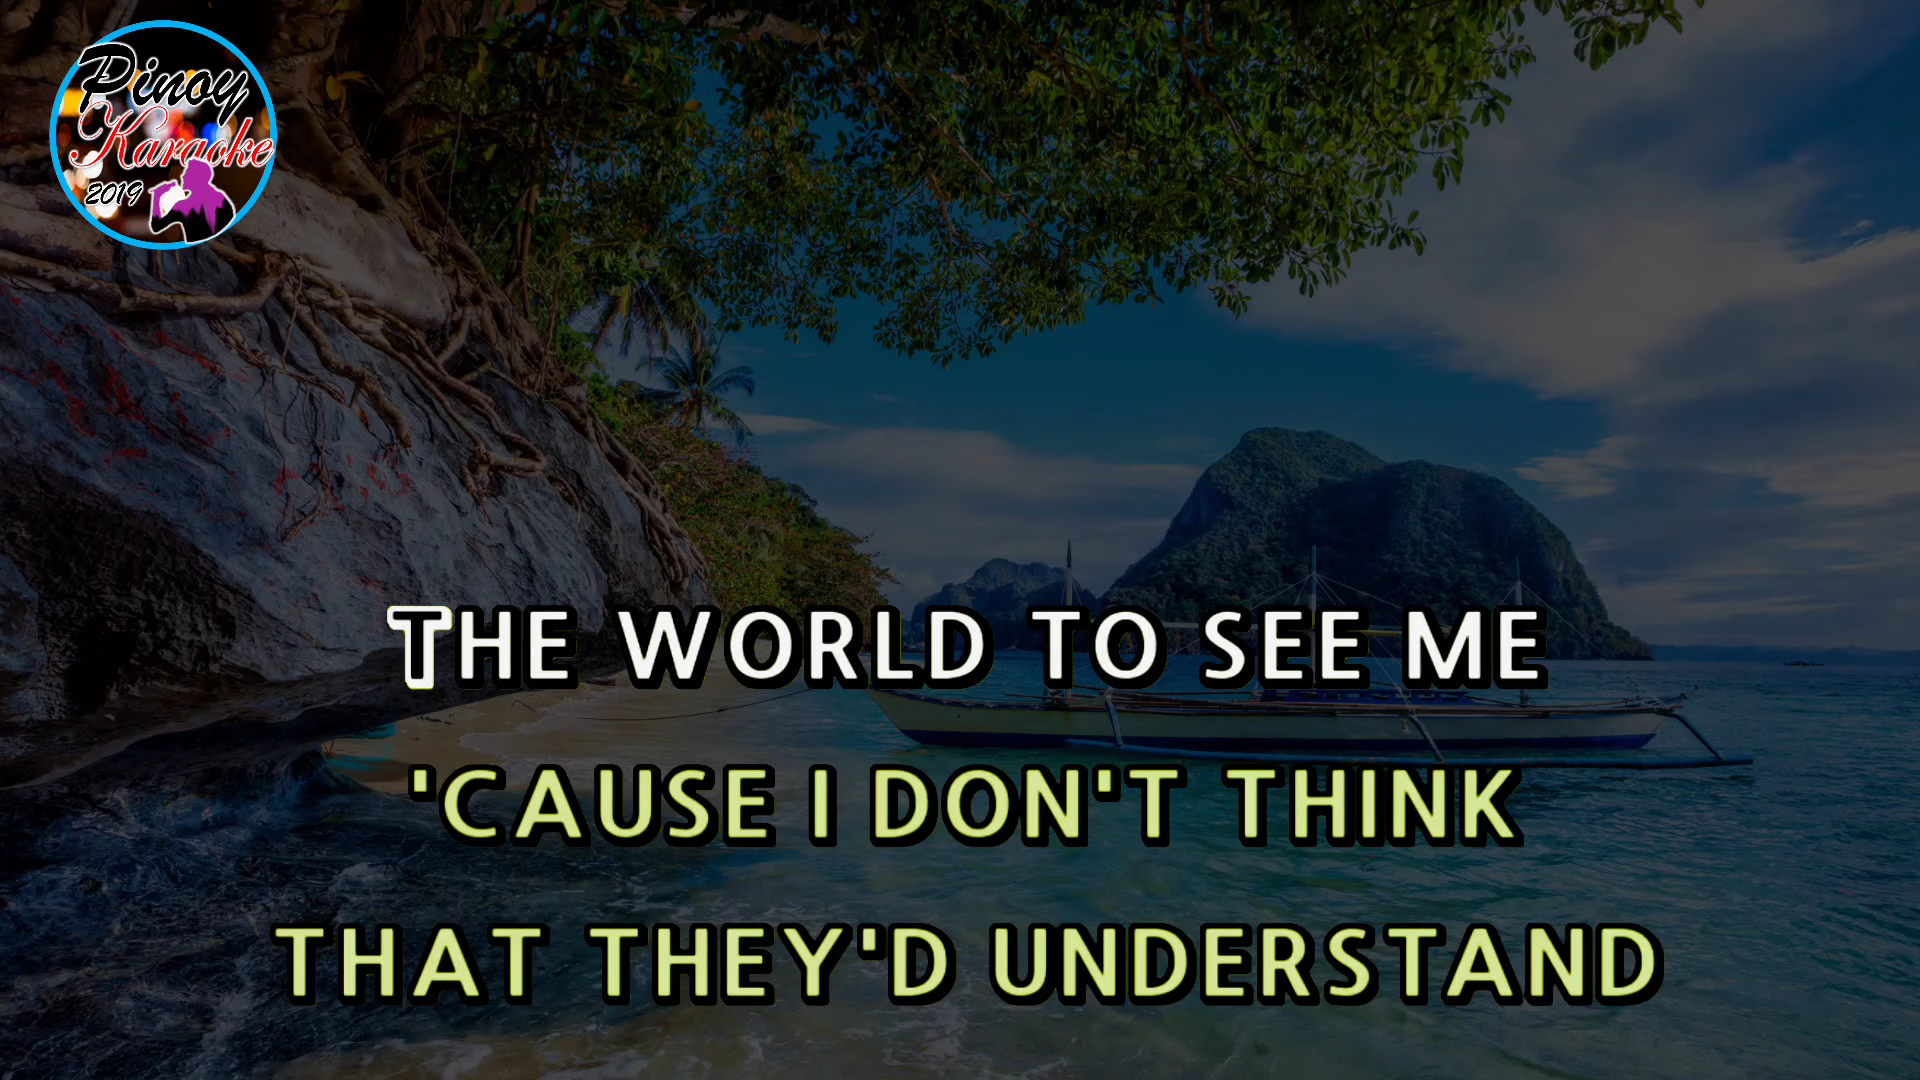 Pinoy
Karaoke
2019
THE WORLD TO SEE ME
'CAUSE I DON'T THINK
THAT THEY'D UNDERSTAND